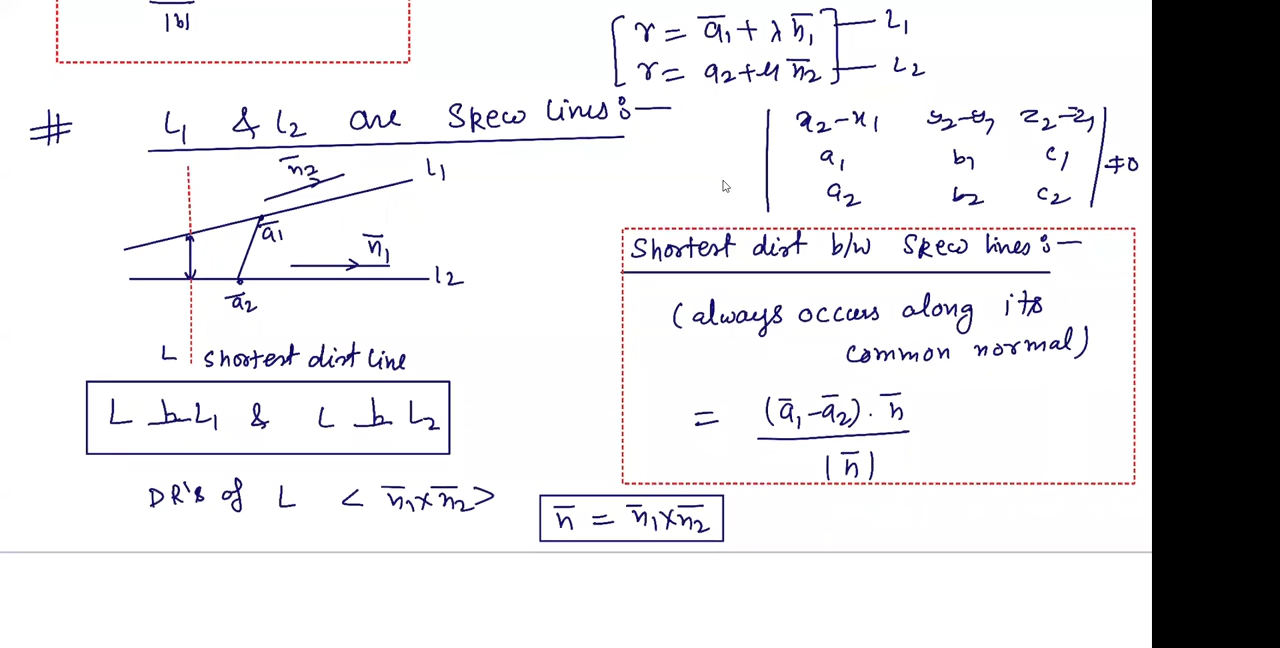 |b|
r = a̅₁ + λ n̅₁ — L₁
r = a₂ + μ n̅₂ — L₂
# L₁ & L₂ are Skew lines :—
x₂-x₁ y₂-y₁ z₂-z₁
a₁ b₁ c₁ ≠0
a₂ b₂ c₂
n̅₂ L₁
a̅₁
n̅₁
L₂
a̅₂
L shortest dist line
L ⊥ L₁ & L ⊥ L₂
DR's of L < n̅₁×n̅₂ >
n̅ = n̅₁×n̅₂
Shortest dist b/w Skew lines :—
(always occurs along its
common normal)
= (a̅₁-a̅₂). n̅
|n̅|